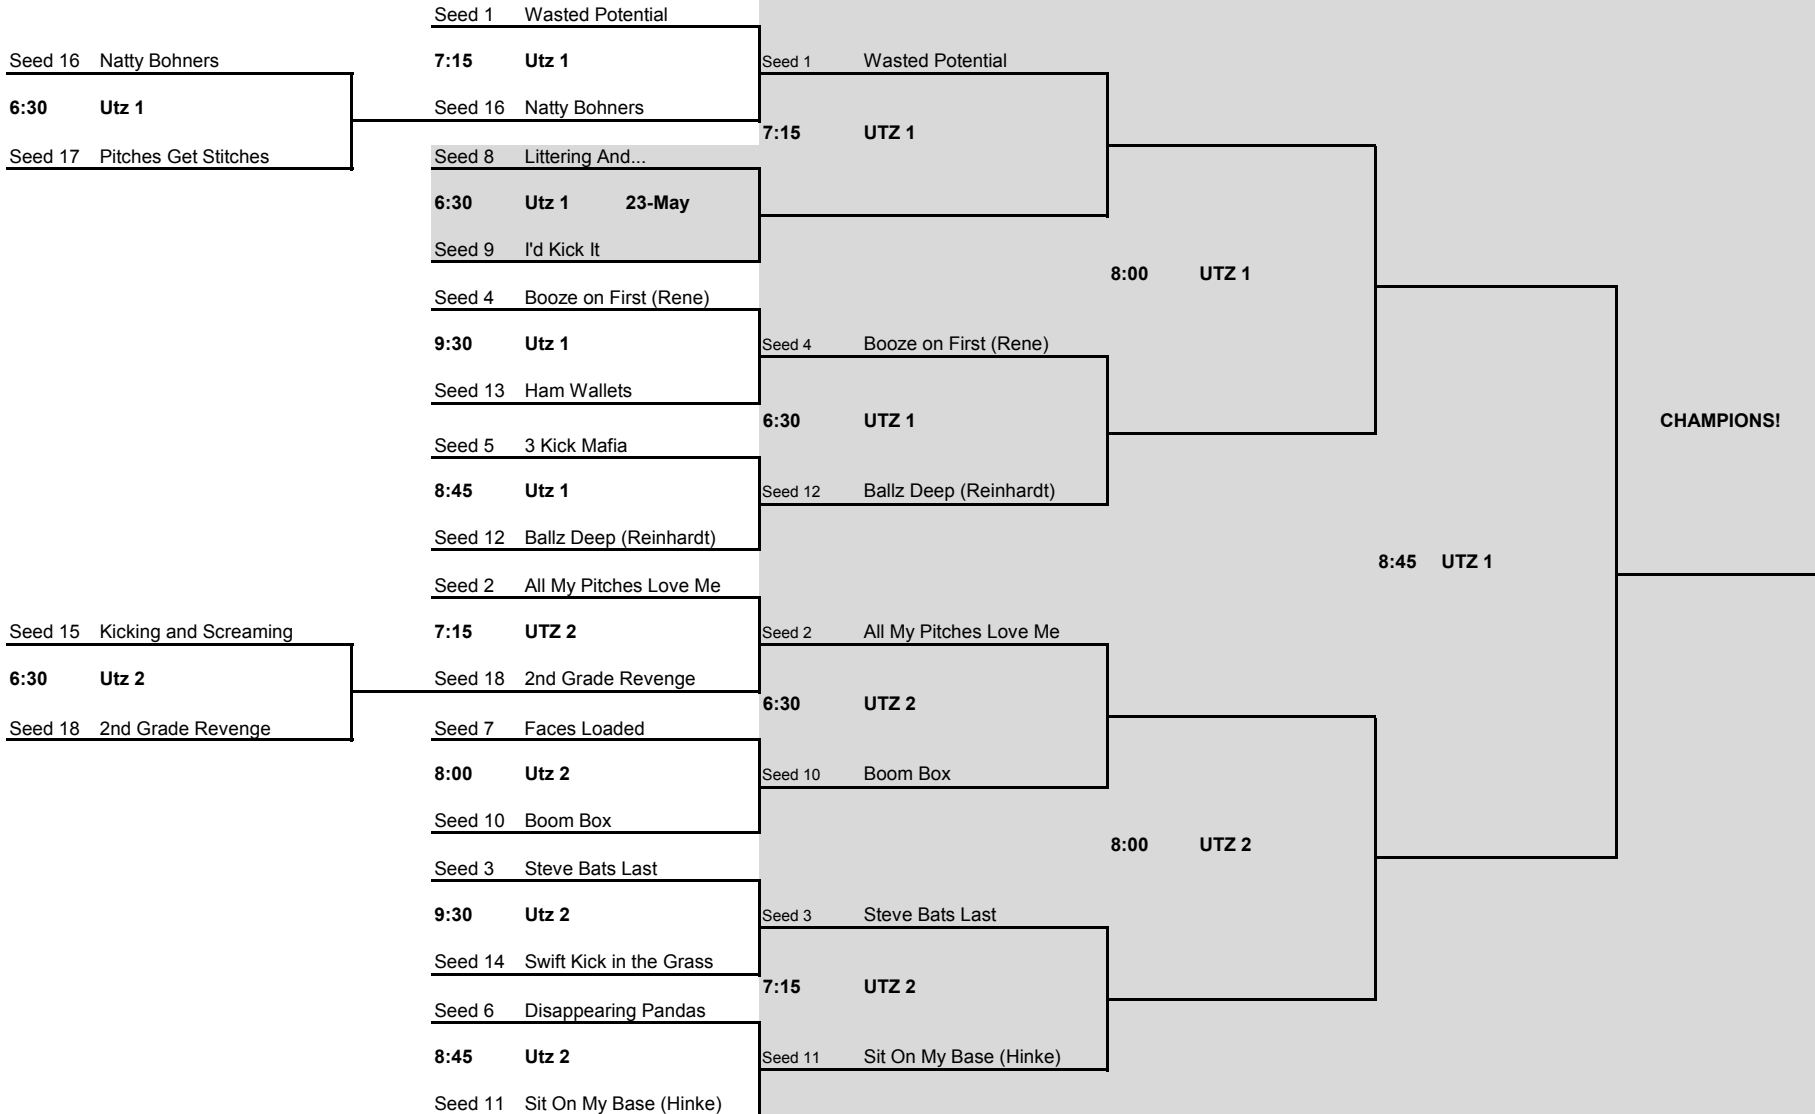 Seed 1 Wasted Potential
Seed 16 Natty Bohners 7:15 Utz 1 Seed 1 Wasted Potential
6:30 Utz 1 Seed 16 Natty Bohners
7:15 UTZ 1
Seed 17 Pitches Get Stitches Seed 8 Littering And...
6:30 Utz 1 23-May
Seed 9 I'd Kick It
8:00 UTZ 1
Seed 4 Booze on First (Rene)
9:30 Utz 1 Seed 4 Booze on First (Rene)
Seed 13 Ham Wallets
6:30 UTZ 1 CHAMPIONS!
Seed 5 3 Kick Mafia
8:45 Utz 1 Seed 12 Ballz Deep (Reinhardt)
Seed 12 Ballz Deep (Reinhardt)
8:45 UTZ 1
Seed 2 All My Pitches Love Me
Seed 15 Kicking and Screaming 7:15 UTZ 2 Seed 2 All My Pitches Love Me
6:30 Utz 2 Seed 18 2nd Grade Revenge
6:30 UTZ 2
Seed 18 2nd Grade Revenge Seed 7 Faces Loaded
8:00 Utz 2 Seed 10 Boom Box
Seed 10 Boom Box
8:00 UTZ 2
Seed 3 Steve Bats Last
9:30 Utz 2 Seed 3 Steve Bats Last
Seed 14 Swift Kick in the Grass
7:15 UTZ 2
Seed 6 Disappearing Pandas
8:45 Utz 2 Seed 11 Sit On My Base (Hinke)
Seed 11 Sit On My Base (Hinke)